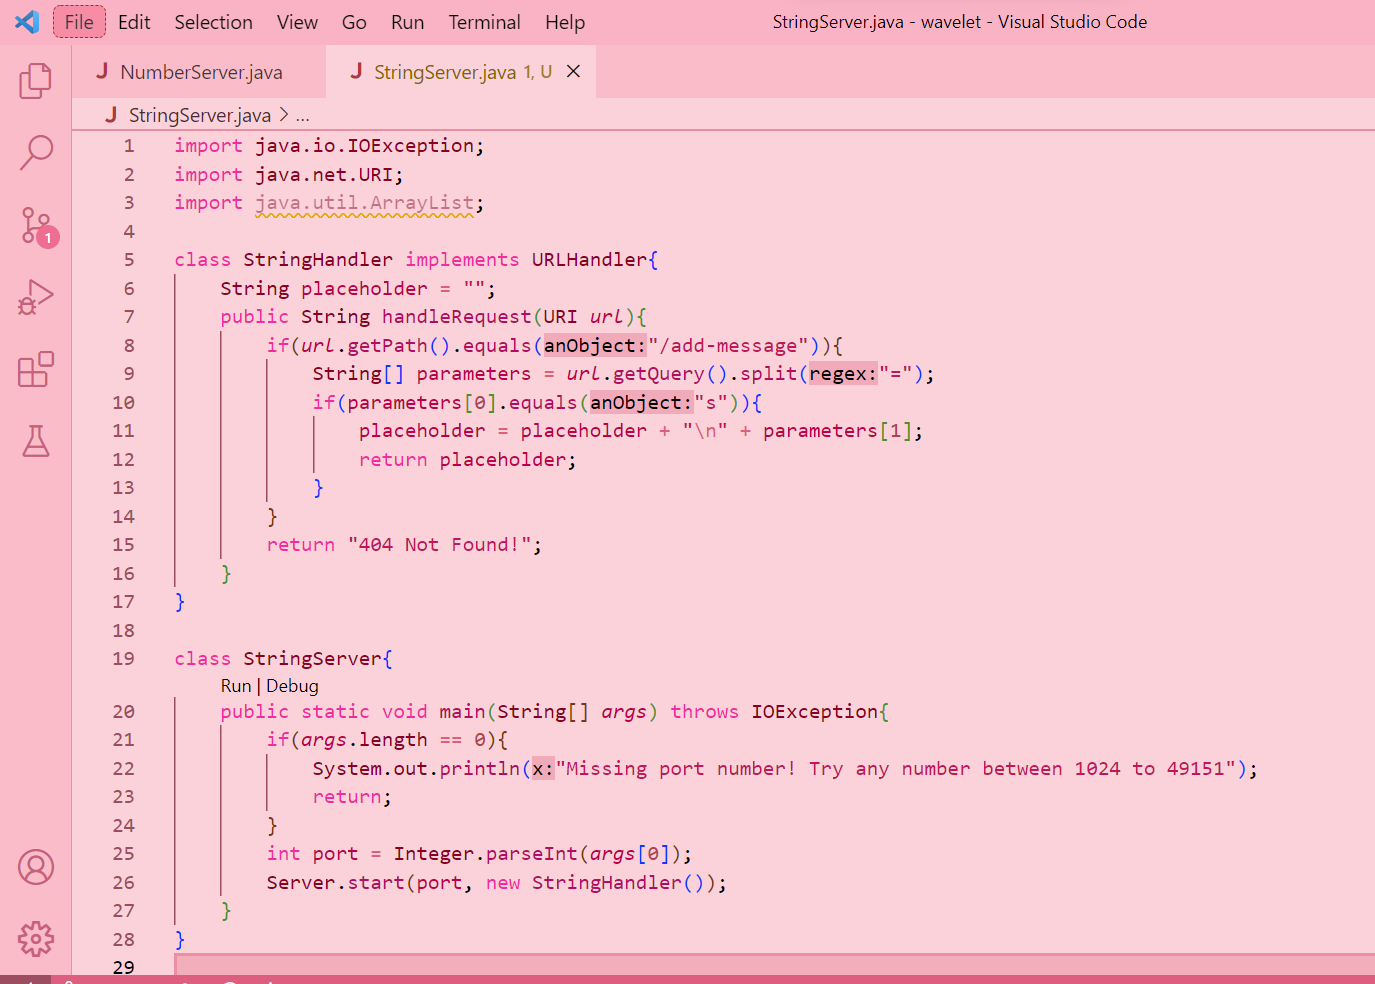 File Edit Selection View Go Run Terminal Help StringServer.java - wavelet - Visual Studio Code
J NumberServer.java J StringServer.java 1, U
J StringServer.java > ...
1 import java.io.IOException;
2 import java.net.URI;
3 import java.util.ArrayList;
4
5 class StringHandler implements URLHandler{
6 String placeholder = "";
7 public String handleRequest(URI url){
8 if(url.getPath().equals(anObject:"/add-message")){
9 String[] parameters = url.getQuery().split(regex:"=");
10 if(parameters[0].equals(anObject:"s")){
11 placeholder = placeholder + "\n" + parameters[1];
12 return placeholder;
13 }
14 }
15 return "404 Not Found!";
16 }
17 }
18
19 class StringServer{
Run | Debug
20 public static void main(String[] args) throws IOException{
21 if(args.length == 0){
22 System.out.println(x:"Missing port number! Try any number between 1024 to 49151");
23 return;
24 }
25 int port = Integer.parseInt(args[0]);
26 Server.start(port, new StringHandler());
27 }
28 }
29
1